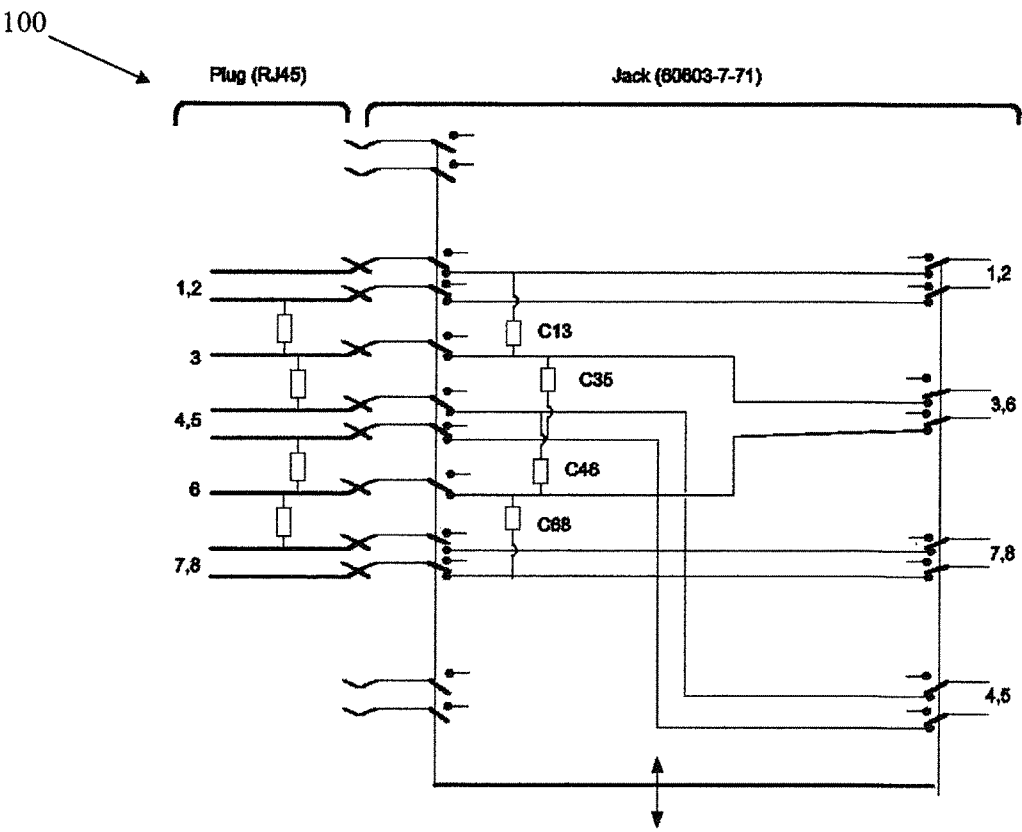 100
Plug (RJ45)
Jack (60603-7-71)
1,2
1,2
C13
3
C35
3,6
4,5
C46
6
C68
7,8
7,8
4,5